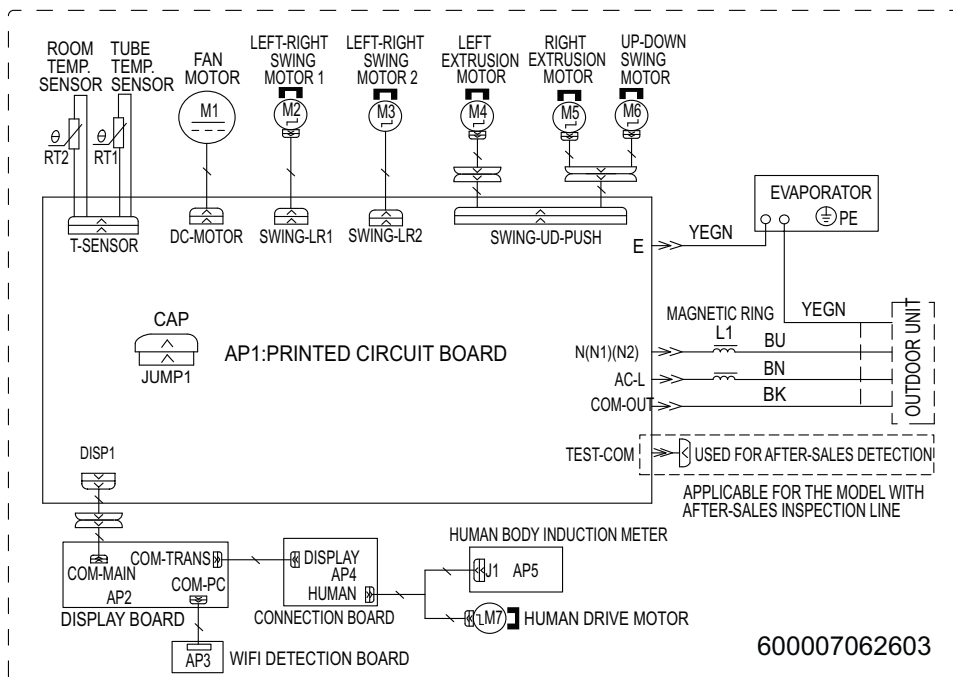 ROOM
TEMP.
SENSOR
TUBE
TEMP.
SENSOR
FAN
MOTOR
LEFT-RIGHT
SWING
MOTOR 1
LEFT-RIGHT
SWING
MOTOR 2
LEFT
EXTRUSION
MOTOR
RIGHT
EXTRUSION
MOTOR
UP-DOWN
SWING
MOTOR
θ
RT2
θ
RT1
M1
M2
M3
M4
M5
M6
T-SENSOR
DC-MOTOR
SWING-LR1
SWING-LR2
SWING-UD-PUSH
EVAPORATOR
PE
E
YEGN
YEGN
MAGNETIC RING
L1
N(N1)(N2)
BU
AC-L
BN
COM-OUT
BK
OUTDOOR UNIT
CAP
JUMP1
AP1:PRINTED CIRCUIT BOARD
TEST-COM
USED FOR AFTER-SALES DETECTION
APPLICABLE FOR THE MODEL WITH
AFTER-SALES INSPECTION LINE
DISP1
COM-MAIN
COM-TRANS
COM-PC
AP2
DISPLAY BOARD
AP3
WIFI DETECTION BOARD
DISPLAY
AP4
HUMAN
CONNECTION BOARD
HUMAN BODY INDUCTION METER
J1 AP5
M7
HUMAN DRIVE MOTOR
600007062603